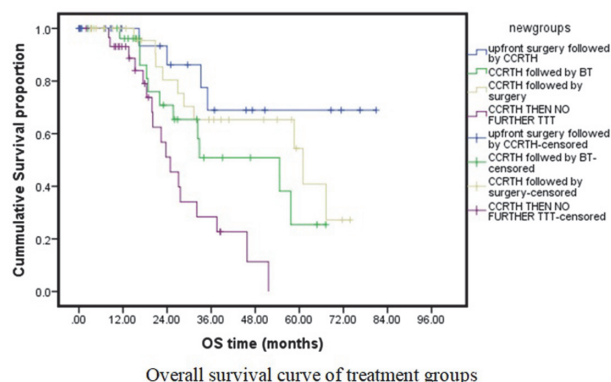 newgroups
upfront surgery followed
by CCRTH
CCRTH follwed by BT
CCRTH followed by
surgery
CCRTH THEN NO
FURTHER TTT
upfront surgery followed
by CCRTH-censored
CCRTH follwed by BT-
censored
CCRTH followed by
surgery-censored
CCRTH THEN NO
FURTHER TTT-censored
Cummulative Survival proportion
1.0
0.8
0.6
0.4
0.2
0.0
.00 12.00 24.00 36.00 48.00 60.00 72.00 84.00 96.00
OS time (months)
Overall survival curve of treatment groups